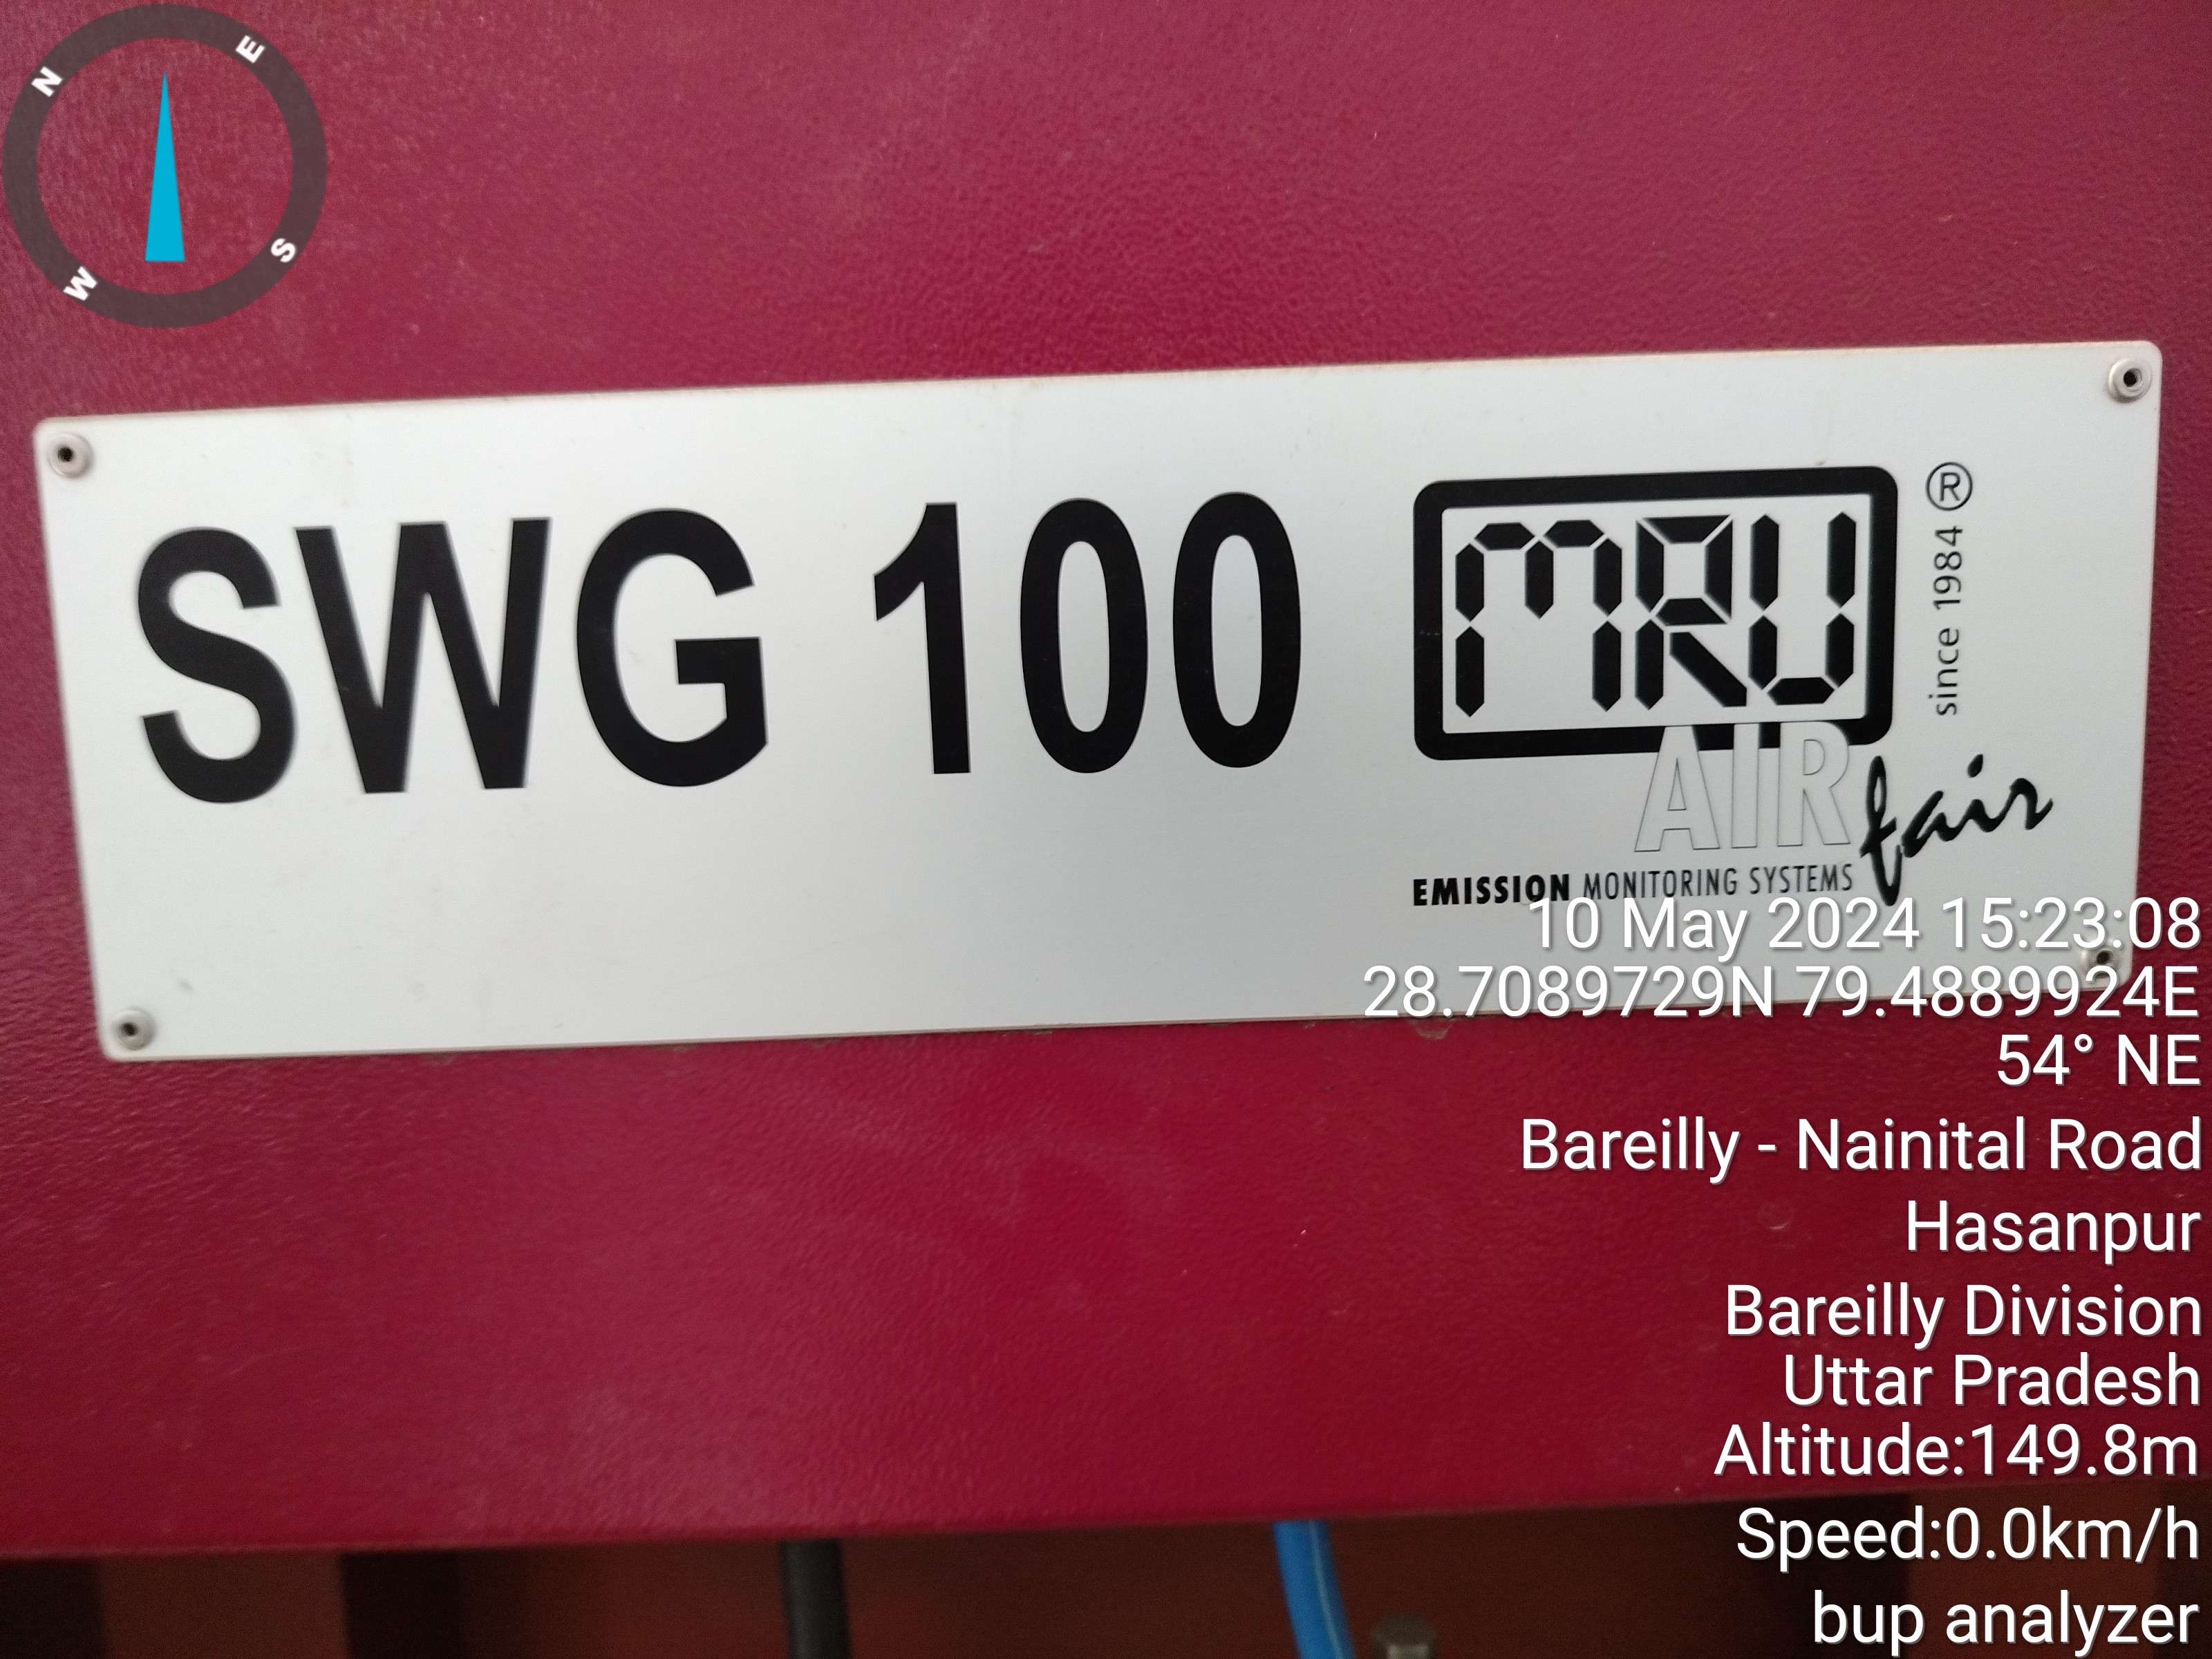 N
E
S
W
SWG 100
MRU
since 1984 ®
AIR
fair
EMISSION MONITORING SYSTEMS
10 May 2024 15:23:08
28.7089729N 79.4889924E
54° NE
Bareilly - Nainital Road
Hasanpur
Bareilly Division
Uttar Pradesh
Altitude:149.8m
Speed:0.0km/h
bup analyzer